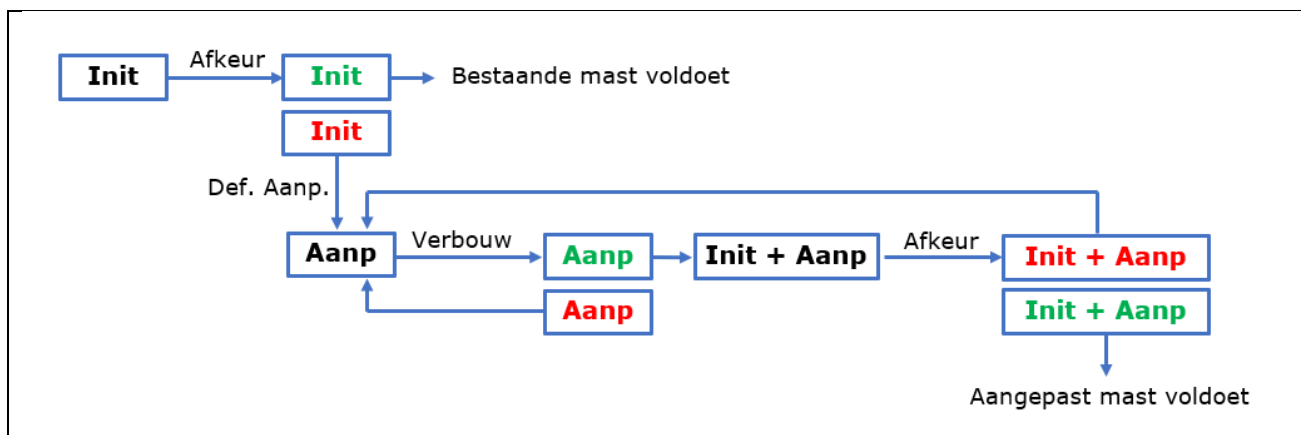 Init
Afkeur
Init
Bestaande mast voldoet
Init
Def. Aanp.
Aanp
Verbouw
Aanp
Init + Aanp
Afkeur
Init + Aanp
Aanp
Init + Aanp
Aangepast mast voldoet